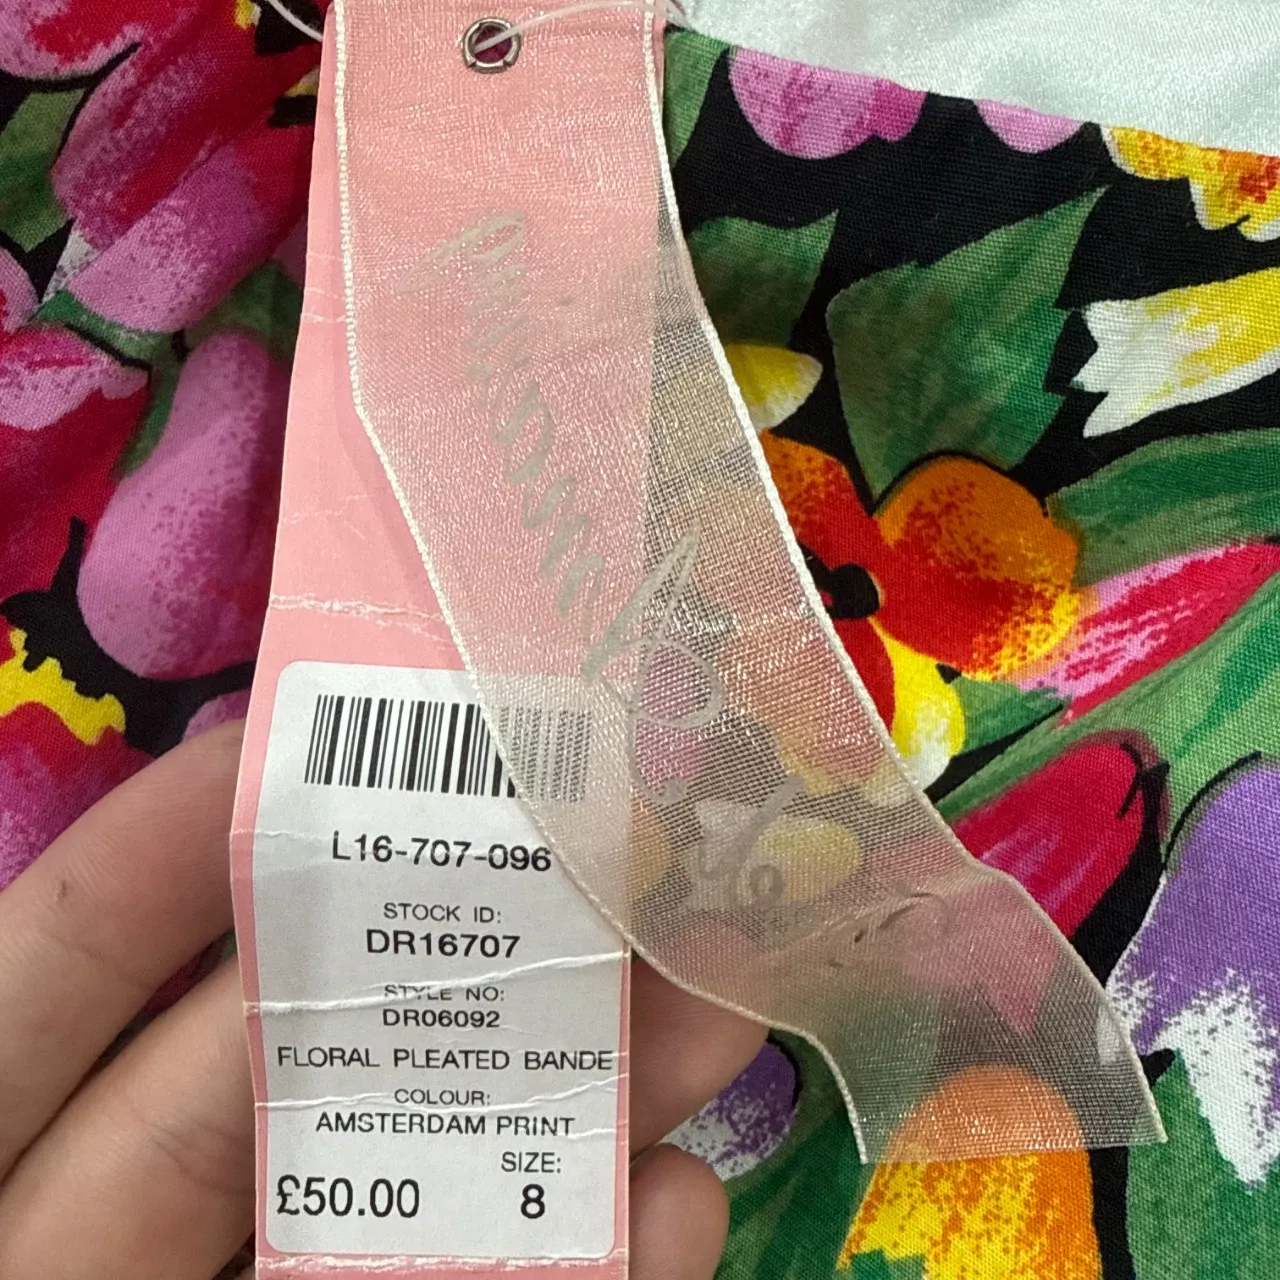 L16-707-096
STOCK ID:
DR16707
STYLE NO:
DR06092
FLORAL PLEATED BANDE
COLOUR:
AMSTERDAM PRINT
SIZE:
£50.00 8